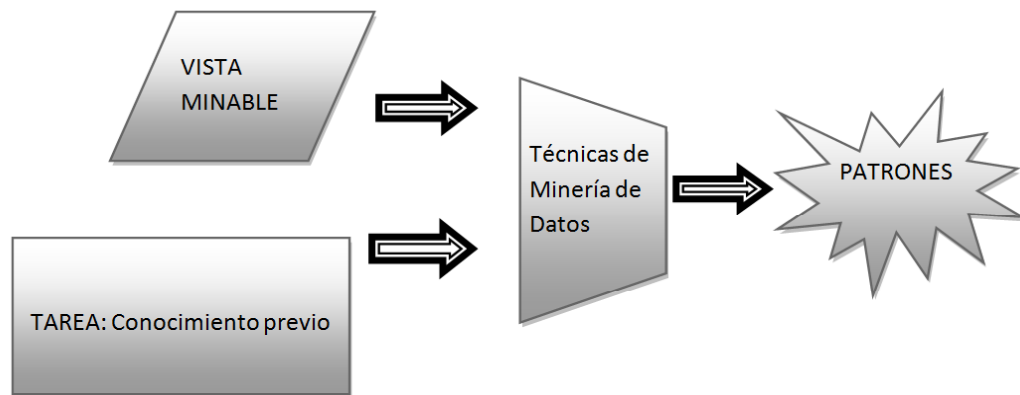 VISTA
MINABLE
TAREA: Conocimiento previo
Técnicas de
Minería de
Datos
PATRONES